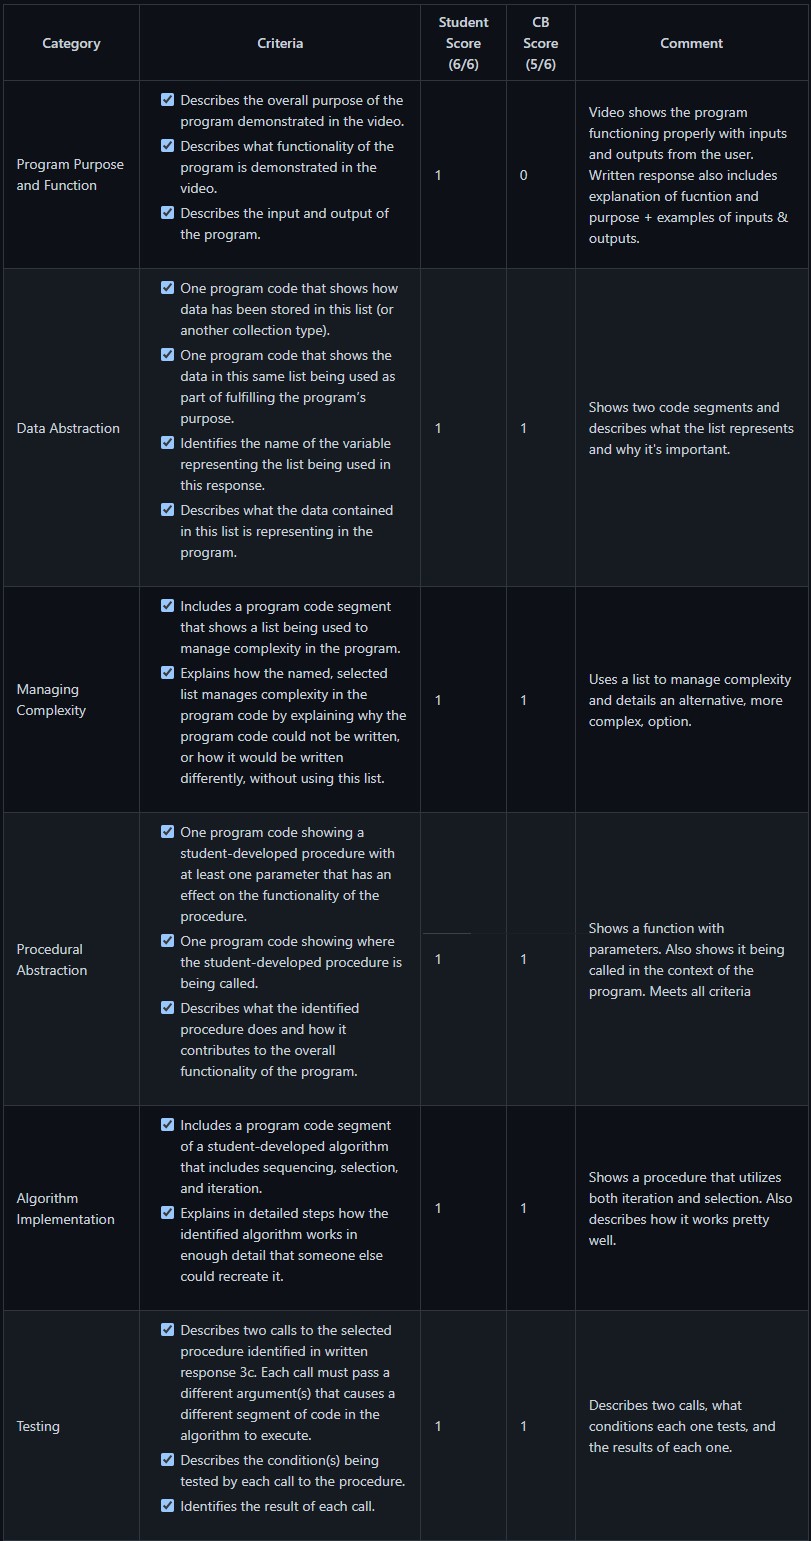 Category
Criteria
Student
Score
(6/6)
CB
Score
(5/6)
Comment
Program Purpose
and Function
Describes the overall purpose of the
program demonstrated in the video.
Describes what functionality of the
program is demonstrated in the
video.
Describes the input and output of
the program.
1
0
Video shows the program
functioning properly with inputs
and outputs from the user.
Written response also includes
explanation of fucntion and
purpose + examples of inputs &
outputs.
Data Abstraction
One program code that shows how
data has been stored in this list (or
another collection type).
One program code that shows the
data in this same list being used as
part of fulfilling the program's
purpose.
Identifies the name of the variable
representing the list being used in
this response.
Describes what the data contained
in this list is representing in the
program.
1
1
Shows two code segments and
describes what the list represents
and why it's important.
Managing
Complexity
Includes a program code segment
that shows a list being used to
manage complexity in the program.
Explains how the named, selected
list manages complexity in the
program code by explaining why the
program code could not be written,
or how it would be written
differently, without using this list.
1
1
Uses a list to manage complexity
and details an alternative, more
complex, option.
Procedural
Abstraction
One program code showing a
student-developed procedure with
at least one parameter that has an
effect on the functionality of the
procedure.
One program code showing where
the student-developed procedure is
being called.
Describes what the identified
procedure does and how it
contributes to the overall
functionality of the program.
1
1
Shows a function with
parameters. Also shows it being
called in the context of the
program. Meets all criteria
Algorithm
Implementation
Includes a program code segment
of a student-developed algorithm
that includes sequencing, selection,
and iteration.
Explains in detailed steps how the
identified algorithm works in
enough detail that someone else
could recreate it.
1
1
Shows a procedure that utilizes
both iteration and selection. Also
describes how it works pretty
well.
Testing
Describes two calls to the selected
procedure identified in written
response 3c. Each call must pass a
different argument(s) that causes a
different segment of code in the
algorithm to execute.
Describes the condition(s) being
tested by each call to the procedure.
Identifies the result of each call.
1
1
Describes two calls, what
conditions each one tests, and
the results of each one.